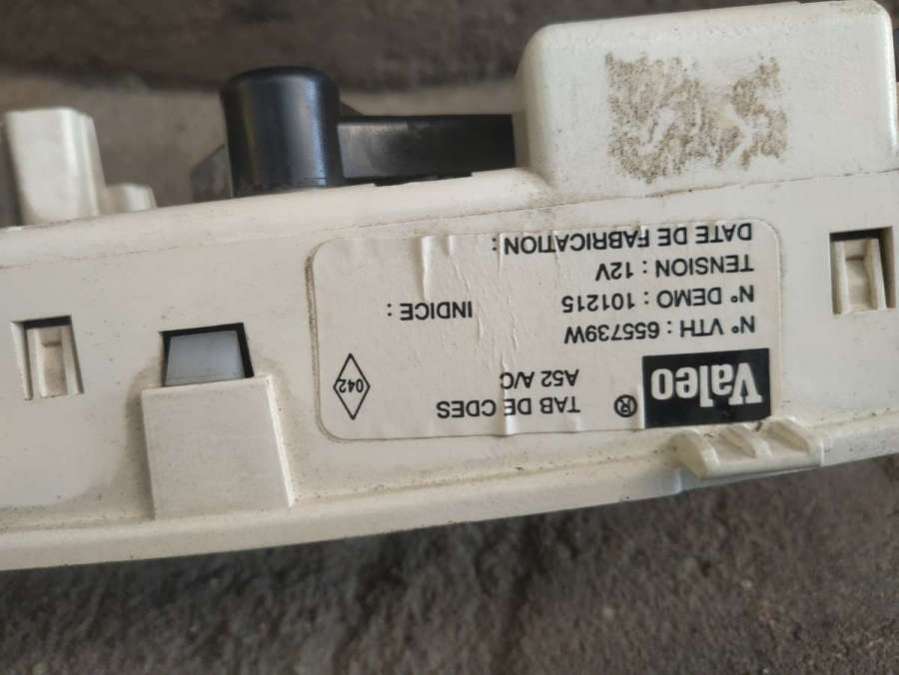 Valeo ®
TAB DE CDES
A52 A/C
042
N° VTH : 655739W
N° DEMO : 101215
INDICE :
TENSION : 12V
DATE DE FABRICATION :